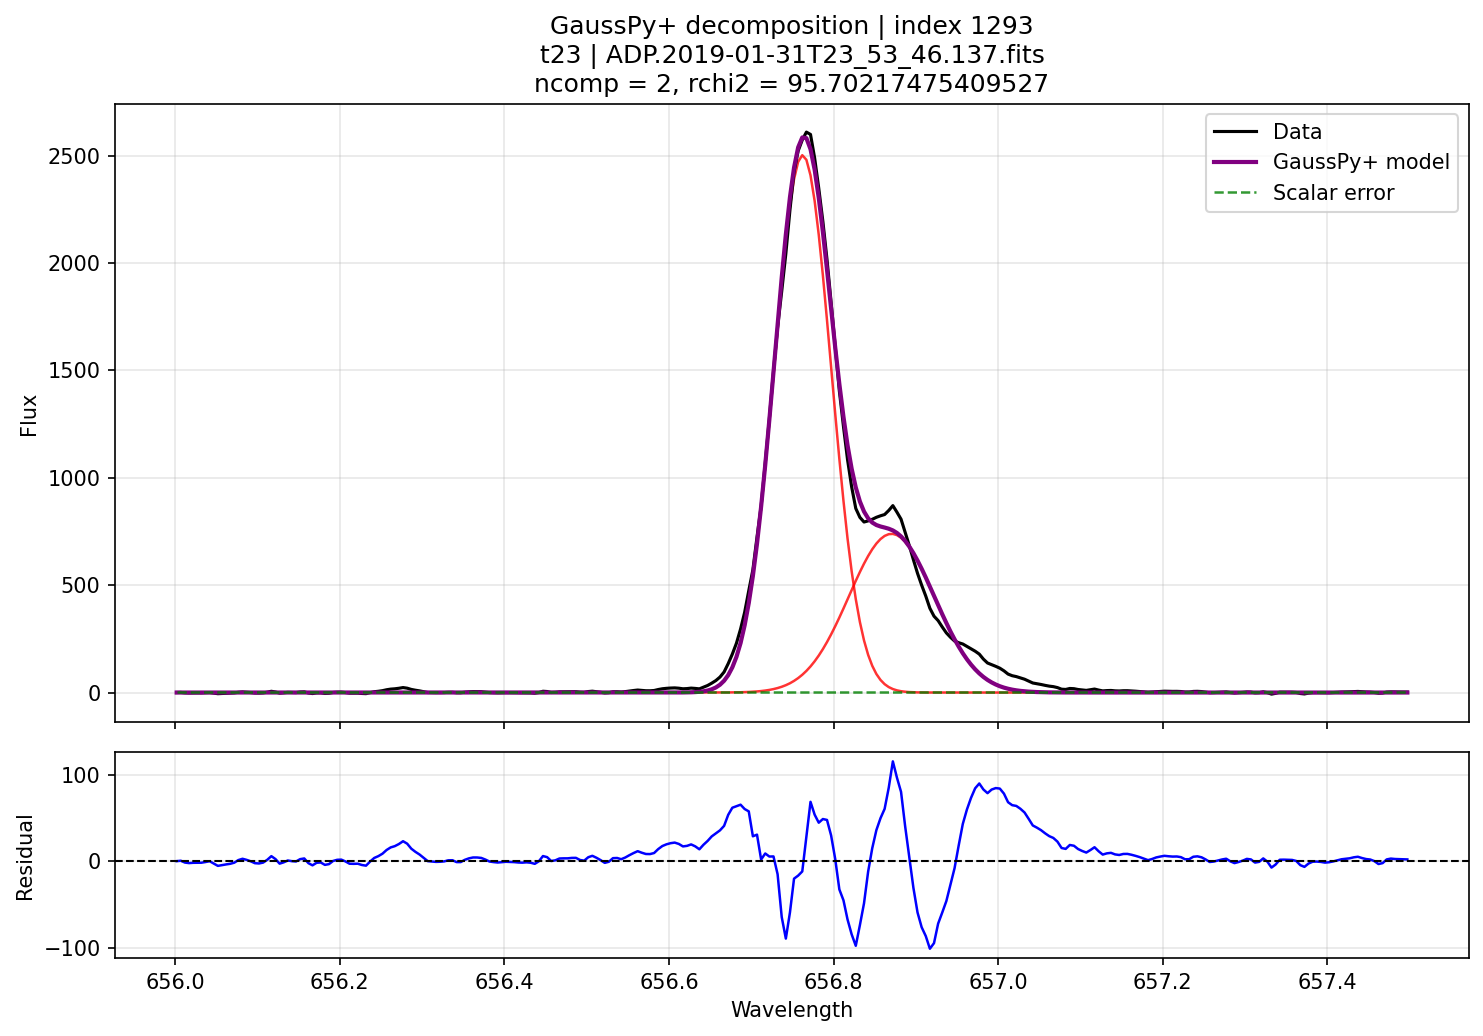 GaussPy+ decomposition | index 1293
t23 | ADP.2019-01-31T23_53_46.137.fits
ncomp = 2, rchi2 = 95.70217475409527
Data
GaussPy+ model
Scalar error
Flux
2500
2000
1500
1000
500
0
Residual
100
0
−100
656.0 656.2 656.4 656.6 656.8 657.0 657.2 657.4
Wavelength